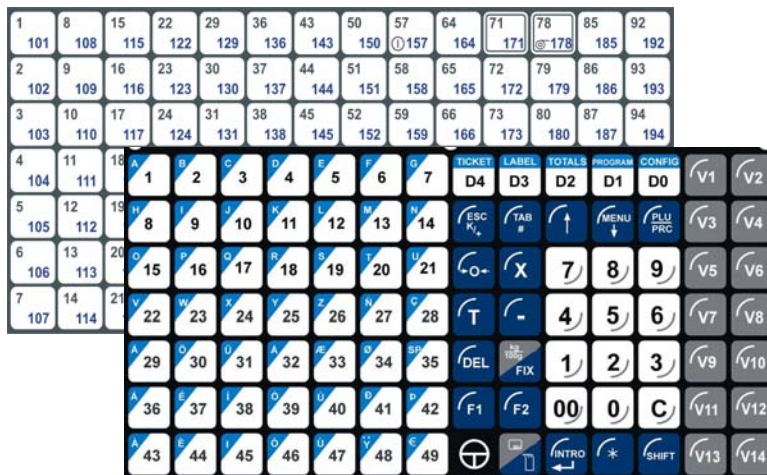 1 8 15 22 29 36 43 50 57 64 71 78 85 92
101 108 115 122 129 136 143 150 157 164 171 178 185 192
2 9 16 23 30 37 44 51 58 65 72 79 86 93
102 109 116 123 130 137 144 151 158 165 172 179 186 193
3 10 17 24 31 38 45 52 59 66 73 80 87 94
103 110 117 124 131 138 145 152 159 166 173 180 187 194
4 11 18
104 111
5 12 19
105 112
6 13 20
106 113
7 14 21
107 114
A B C D E F G TICKET LABEL TOTALS PROGRAM CONFIG
1 2 3 4 5 6 7 D4 D3 D2 D1 D0 V1 V2
H I J K L M N
8 9 10 11 12 13 14 ESC K/+ TAB # MENU PLU PRC V3 V4
O P Q R S T U
15 16 17 18 19 20 21 →0← X 7 8 9 V5 V6
V W X Y Z Ñ Ç
22 23 24 25 26 27 28 T - 4 5 6 V7 V8
Ö Û Æ Ø SP
29 30 31 32 33 34 35 DEL kg 100g FIX 1 2 3 V9 V10
É Í Ó Ú Đ Þ
36 37 38 39 40 41 42 F1 F2 00 0 C V11 V12
À È Ò Ù Ÿ €
43 44 45 46 47 48 49 INTRO * SHIFT V13 V14